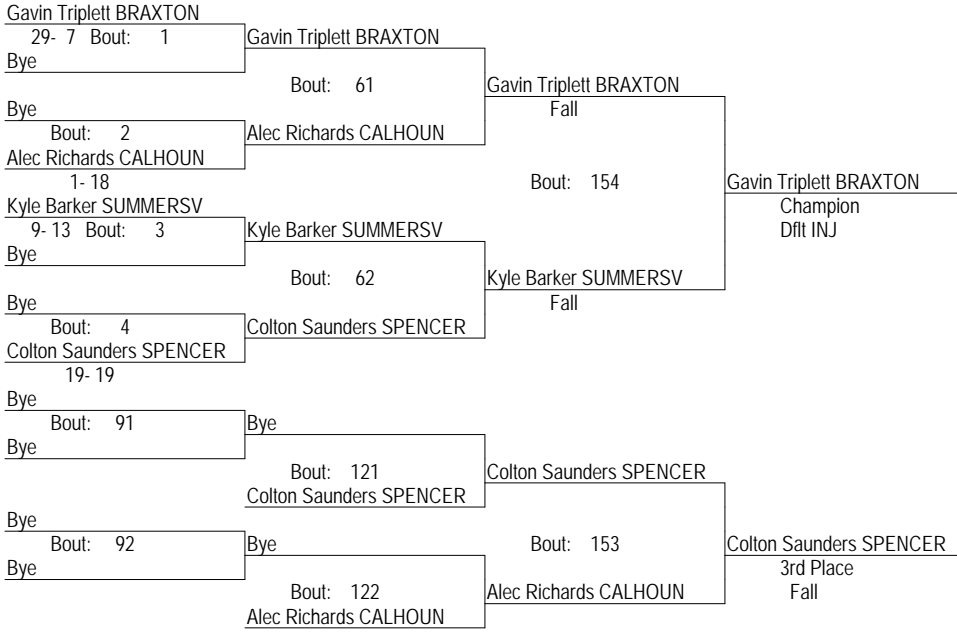 Gavin Triplett BRAXTON
29- 7 Bout: 1
Gavin Triplett BRAXTON
Bye
Bout: 61
Gavin Triplett BRAXTON
Bye
Fall
Bout: 2
Alec Richards CALHOUN
Alec Richards CALHOUN
1- 18
Bout: 154
Gavin Triplett BRAXTON
Kyle Barker SUMMERSV
Champion
9- 13 Bout: 3
Kyle Barker SUMMERSV
Dflt INJ
Bye
Bout: 62
Kyle Barker SUMMERSV
Bye
Fall
Bout: 4
Colton Saunders SPENCER
Colton Saunders SPENCER
19- 19
Bye
Bout: 91
Bye
Bye
Bout: 121
Colton Saunders SPENCER
Colton Saunders SPENCER
Bye
Bout: 92
Bye
Bout: 153
Colton Saunders SPENCER
Bye
3rd Place
Bout: 122
Alec Richards CALHOUN
Fall
Alec Richards CALHOUN